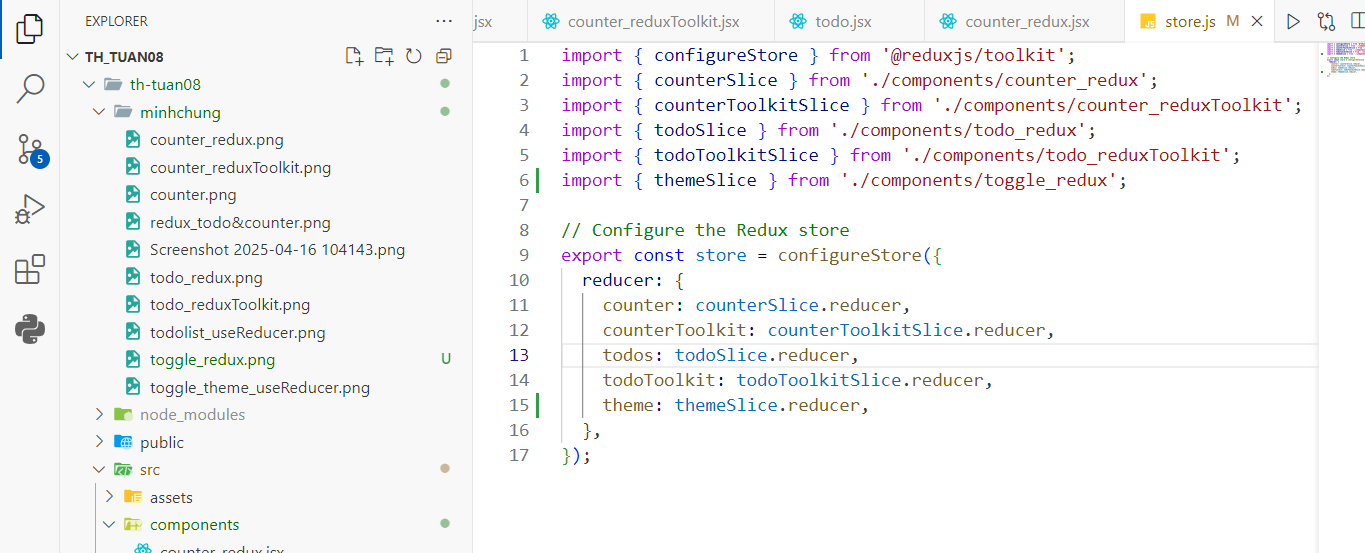 EXPLORER
TH_TUAN08
th-tuan08
minhchung
counter_redux.png
counter_reduxToolkit.png
counter.png
redux_todo&counter.png
Screenshot 2025-04-16 104143.png
todo_redux.png
todo_reduxToolkit.png
todolist_useReducer.png
toggle_redux.png U
toggle_theme_useReducer.png
node_modules
public
src
assets
components
counter_redux.jsx
5
jsx counter_reduxToolkit.jsx todo.jsx counter_redux.jsx JS store.js M
1 import { configureStore } from '@reduxjs/toolkit';
2 import { counterSlice } from './components/counter_redux';
3 import { counterToolkitSlice } from './components/counter_reduxToolkit';
4 import { todoSlice } from './components/todo_redux';
5 import { todoToolkitSlice } from './components/todo_reduxToolkit';
6 import { themeSlice } from './components/toggle_redux';
7
8 // Configure the Redux store
9 export const store = configureStore({
10 reducer: {
11 counter: counterSlice.reducer,
12 counterToolkit: counterToolkitSlice.reducer,
13 todos: todoSlice.reducer,
14 todoToolkit: todoToolkitSlice.reducer,
15 theme: themeSlice.reducer,
16 },
17 });